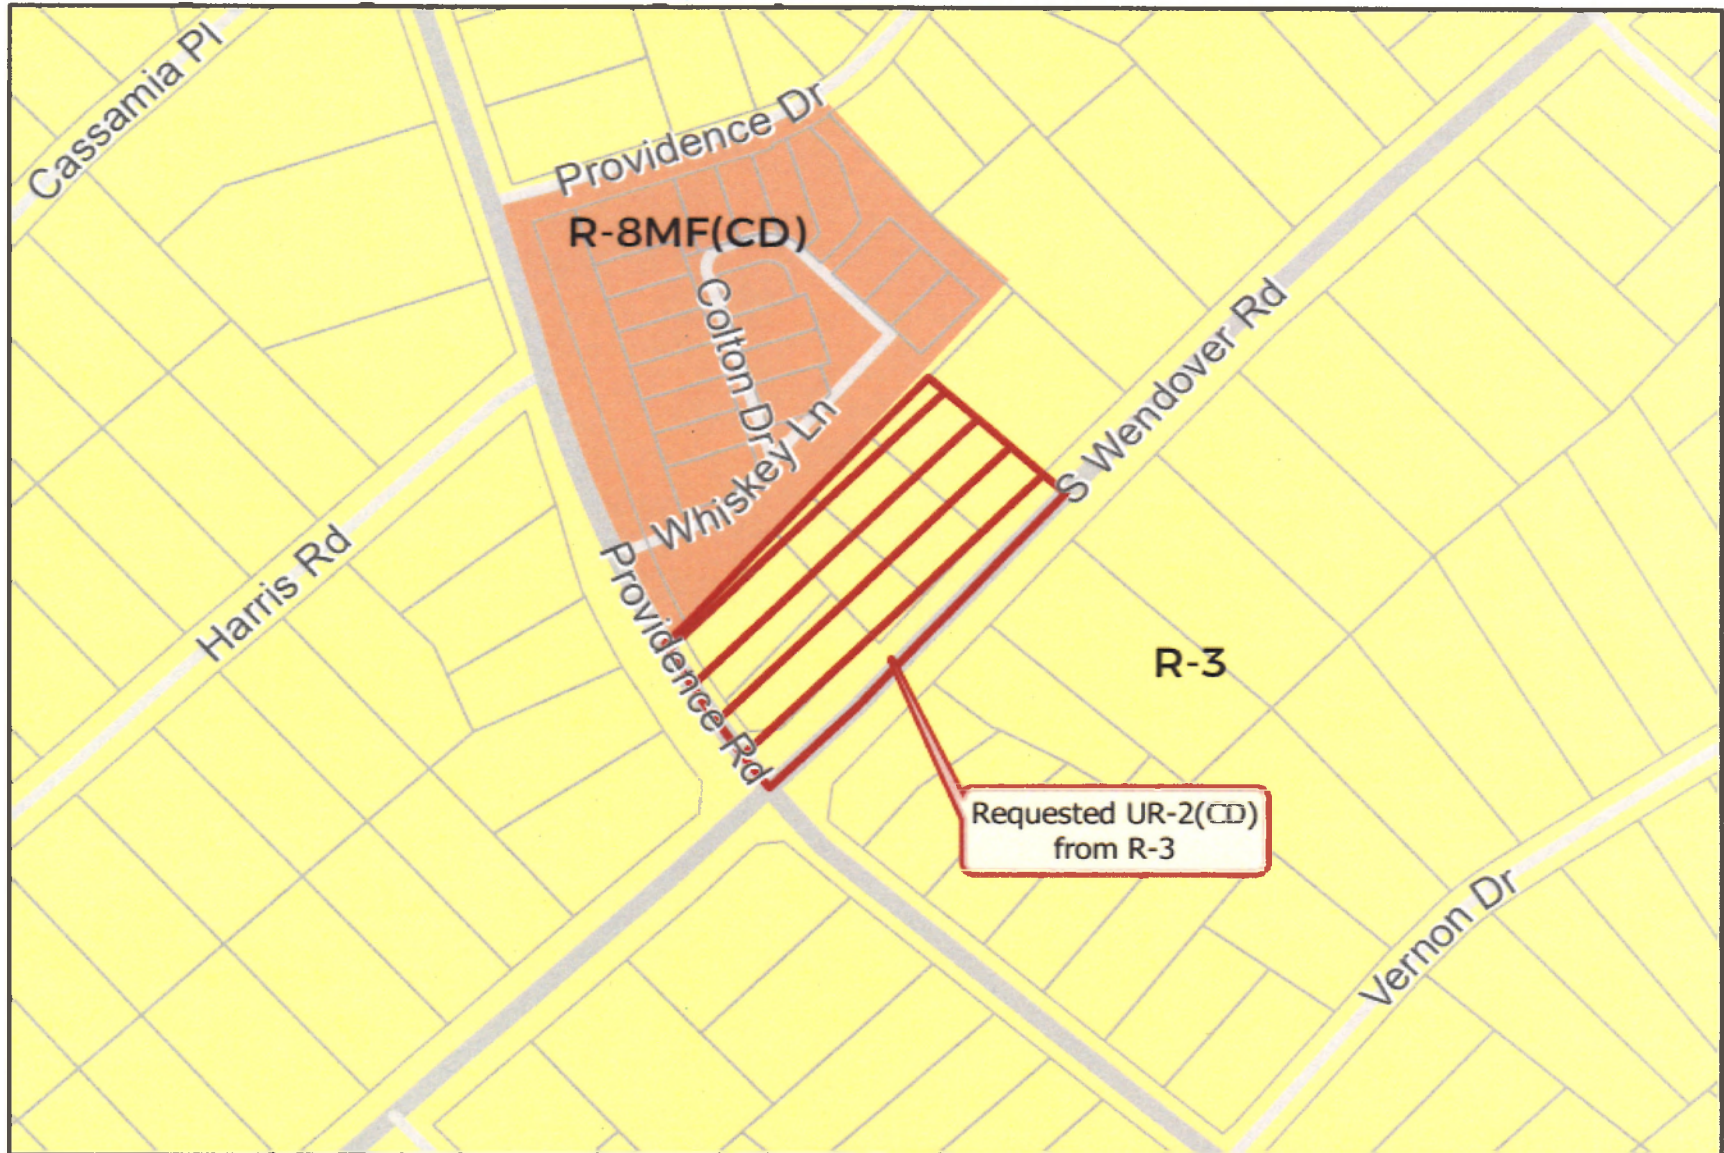 Cassamia Pl
Providence Dr
R-8MF(CD)
Colton Dr
S Wendover Rd
Whiskey Ln
Harris Rd
Providence Rd
R-3
Requested UR-2(CD)
from R-3
Vernon Dr